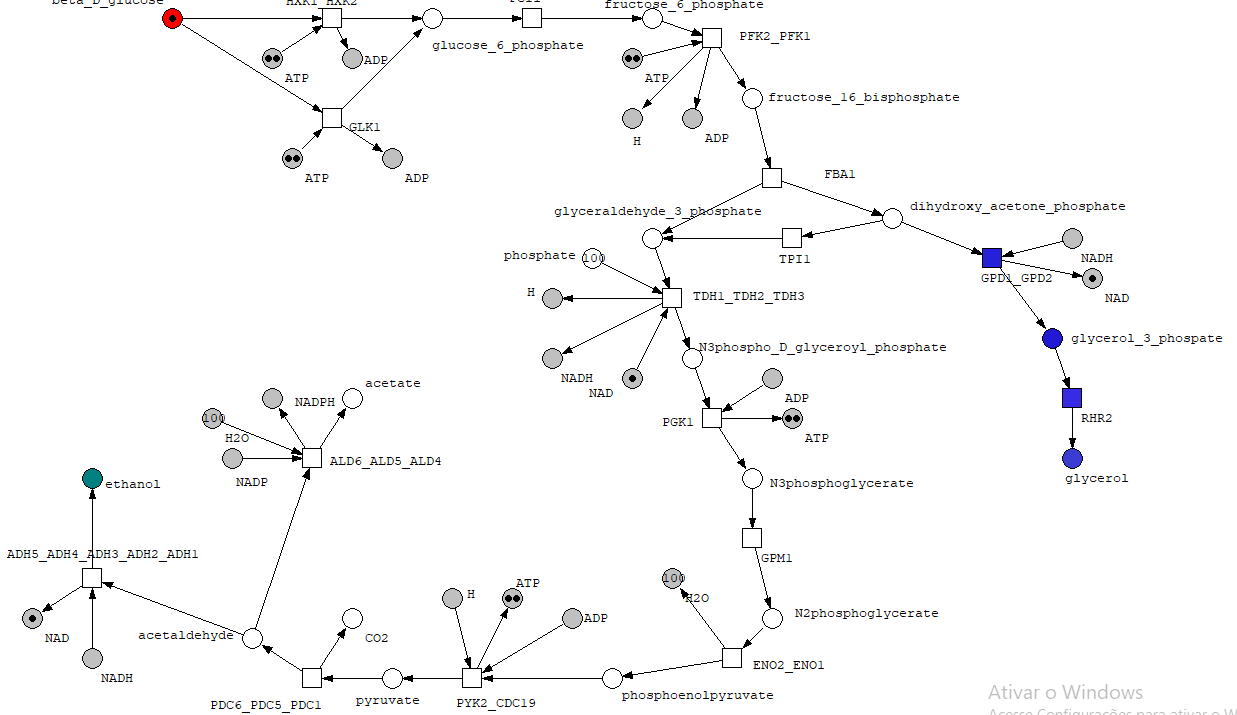 beta_D_glucose
HXK1_HXK2
fructose_6_phosphate
glucose_6_phosphate
PFK2_PFK1
ADP
ATP
ATP
fructose_16_bisphosphate
GLK1
H
ADP
ATP
ADP
FBA1
glyceraldehyde_3_phosphate
dihydroxy_acetone_phosphate
phosphate
100
TPI1
NADH
GPD1_GPD2
NAD
H
TDH1_TDH2_TDH3
glycerol_3_phospate
N3phospho_D_glyceroyl_phosphate
NADH
NAD
acetate
NADPH
ADP
100
H2O
PGK1
ATP
RHR2
ALD6_ALD5_ALD4
NADP
ethanol
N3phosphoglycerate
glycerol
ADH5_ADH4_ADH3_ADH2_ADH1
GPM1
100
H2O
H
ATP
ADP
N2phosphoglycerate
NAD
acetaldehyde
CO2
NADH
ENO2_ENO1
PDC6_PDC5_PDC1
pyruvate
PYK2_CDC19
phosphoenolpyruvate
Ativar o Windows
Acesse Configurações para ativar o W